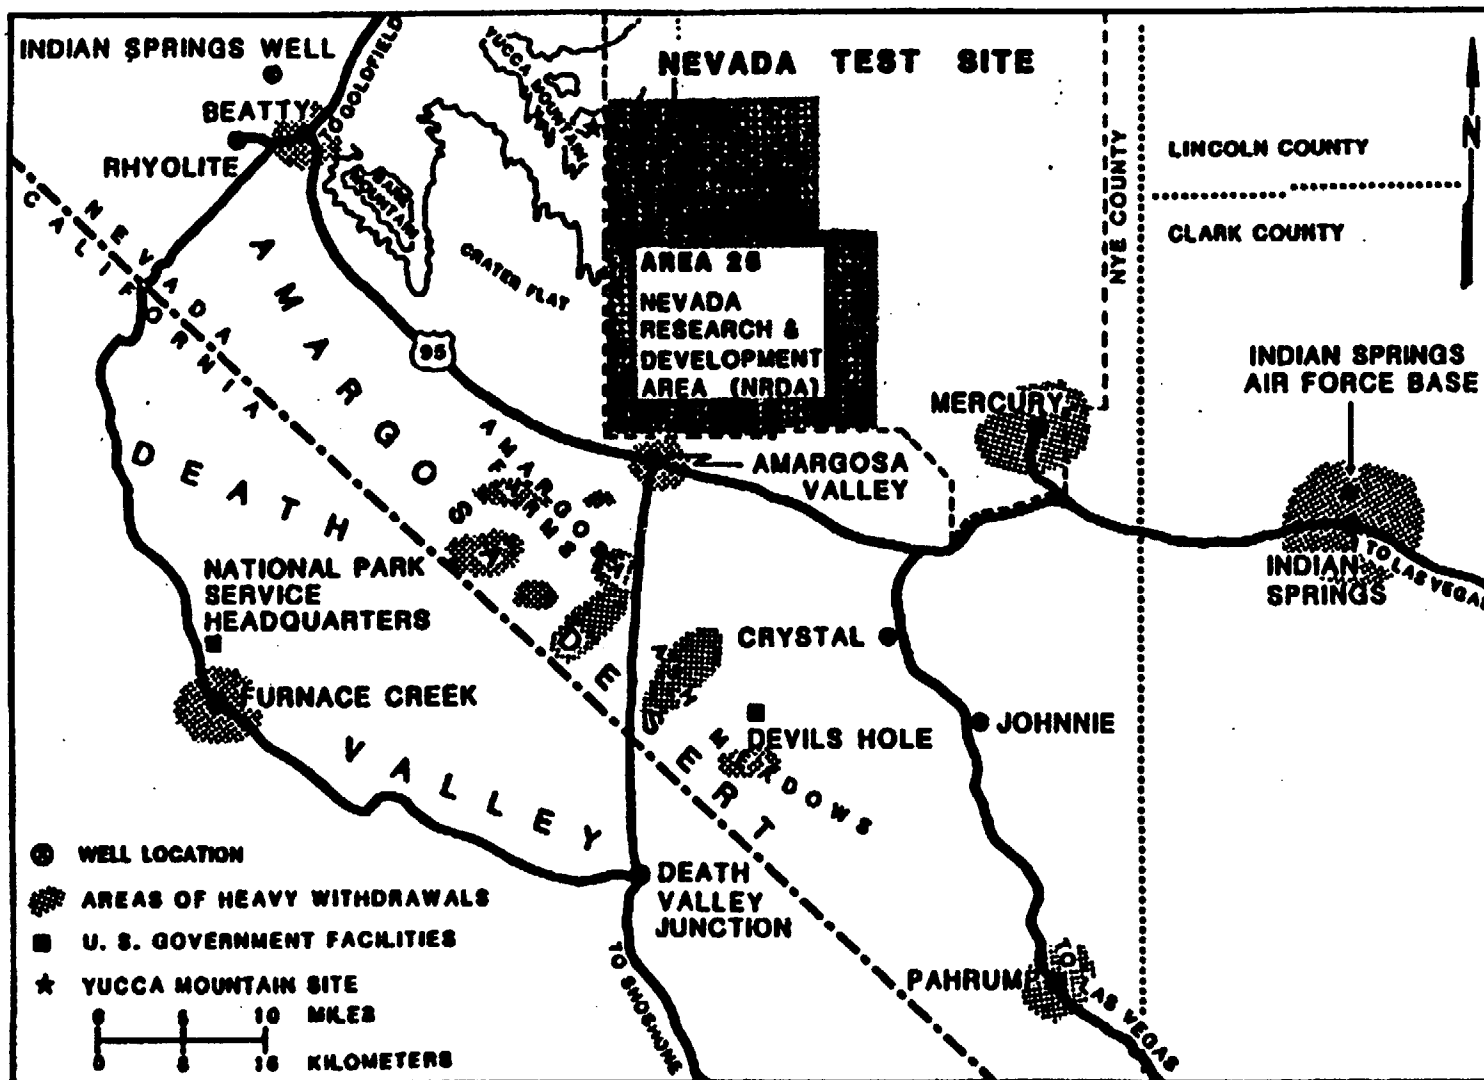 INDIAN SPRINGS WELL
BEATTY
RHYOLITE
TO GOLDFIELD
YUCCA MOUNTAIN
NEVADA TEST SITE
N
LINCOLN COUNTY
NYE COUNTY
CLARK COUNTY
BARE
MOUNTAIN
CRATER FLAT
NEVADA
CALIFORNIA
AREA 25
NEVADA
RESEARCH &
DEVELOPMENT
AREA (NRDA)
95
INDIAN SPRINGS
AIR FORCE BASE
MERCURY
AMARGOSA
VALLEY
AMARGOSA
FARMS
AMARGOSA DESERT
DEATH
VALLEY
INDIAN
SPRINGS
TO LAS VEGAS
NATIONAL PARK
SERVICE
HEADQUARTERS
FURNACE CREEK
CRYSTAL
JOHNNIE
ASH MEADOWS
DEVILS HOLE
DEATH
VALLEY
JUNCTION
TO SHOSHONE
PAHRUMP
TO LAS VEGAS
WELL LOCATION
AREAS OF HEAVY WITHDRAWALS
U. S. GOVERNMENT FACILITIES
YUCCA MOUNTAIN SITE
0 5 10 MILES
0 8 16 KILOMETERS